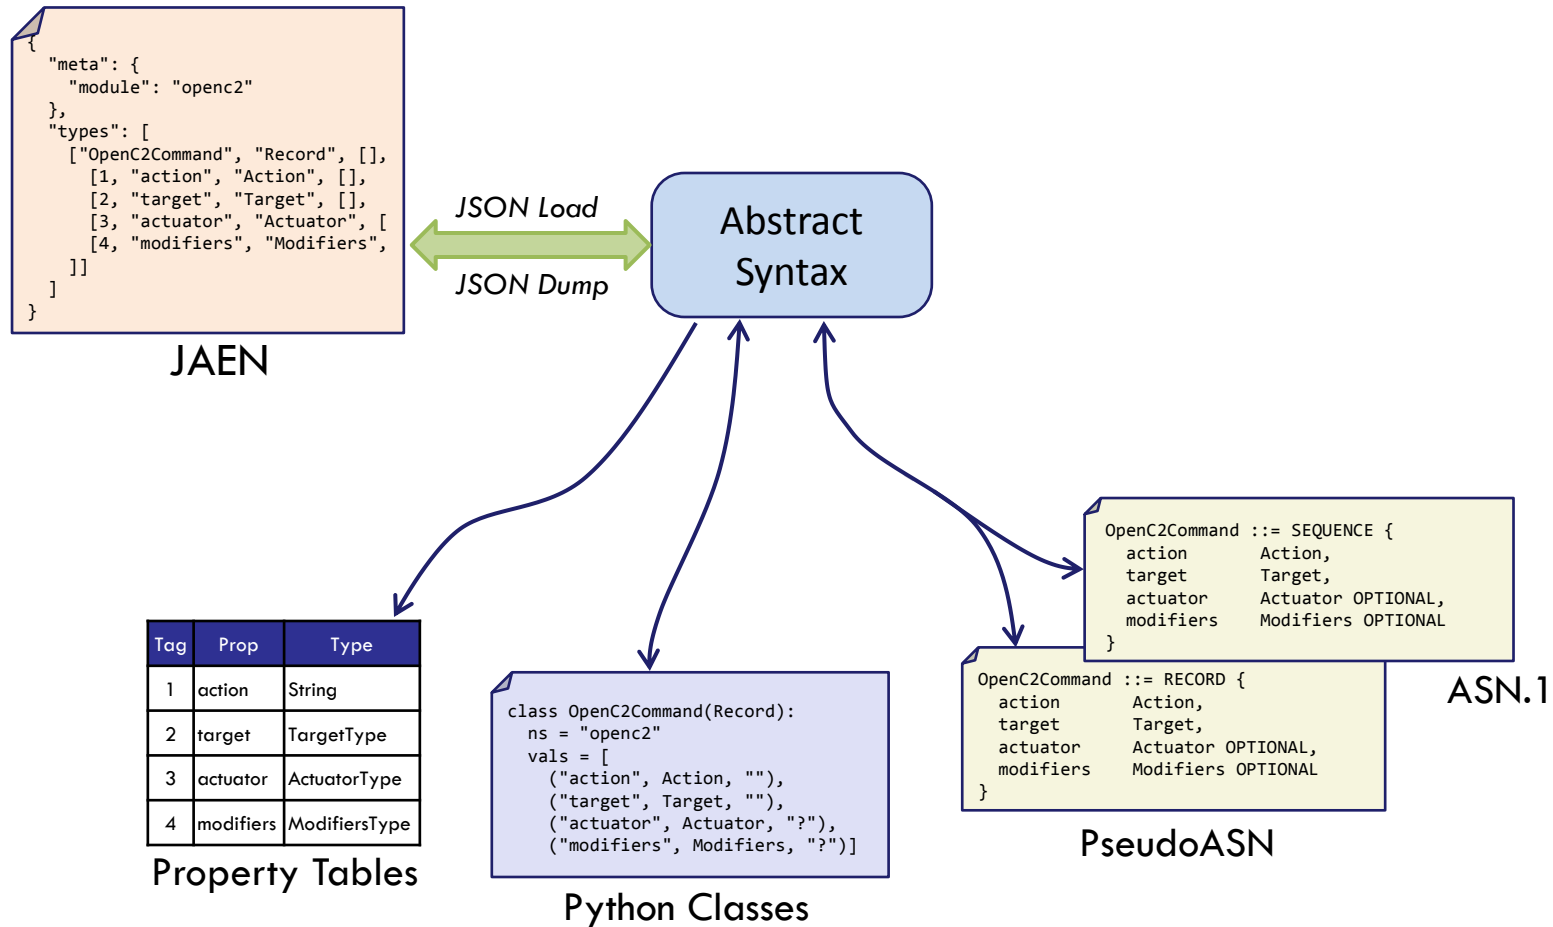 {
  "meta": {
    "module": "openc2"
  },
  "types": [
    ["OpenC2Command", "Record", [],
      [1, "action", "Action", [],
      [2, "target", "Target", [],
      [3, "actuator", "Actuator", [
      [4, "modifiers", "Modifiers",
    ]]
  ]
}
JAEN
JSON Load
JSON Dump
Abstract
Syntax
Tag Prop Type
1 action String
2 target TargetType
3 actuator ActuatorType
4 modifiers ModifiersType
Property Tables
class OpenC2Command(Record):
  ns = "openc2"
  vals = [
    ("action", Action, ""),
    ("target", Target, ""),
    ("actuator", Actuator, "?"),
    ("modifiers", Modifiers, "?")]
Python Classes
OpenC2Command ::= SEQUENCE {
  action       Action,
  target       Target,
  actuator     Actuator OPTIONAL,
  modifiers    Modifiers OPTIONAL
}
ASN.1
OpenC2Command ::= RECORD {
  action       Action,
  target       Target,
  actuator     Actuator OPTIONAL,
  modifiers    Modifiers OPTIONAL
}
PseudoASN